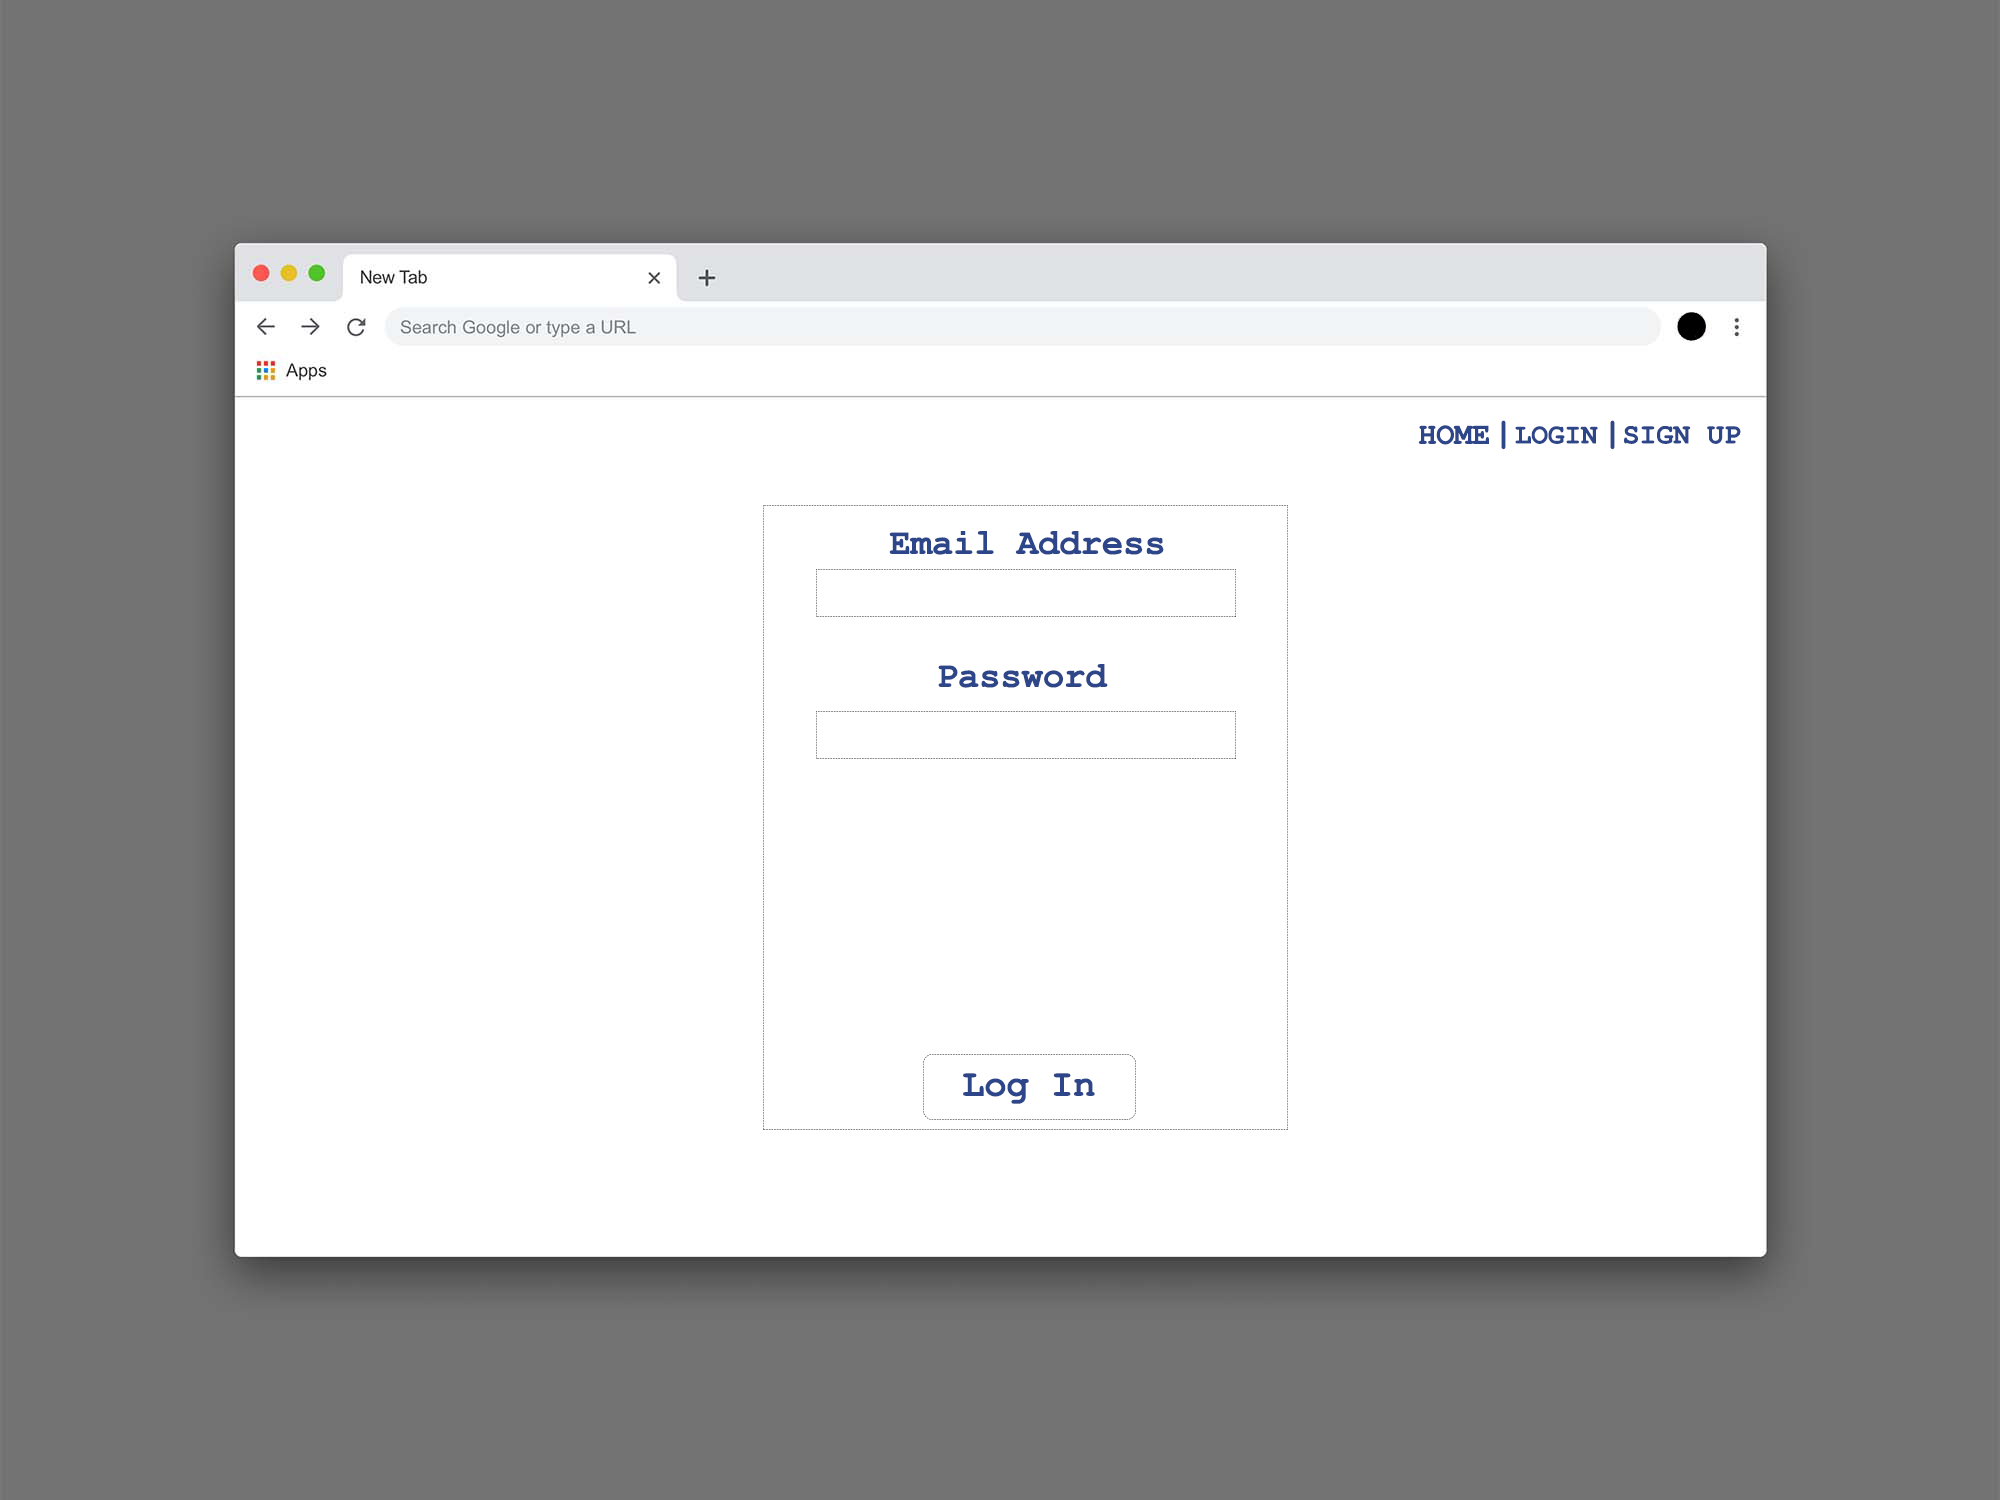 New Tab
Search Google or type a URL
Apps
HOME | LOGIN | SIGN UP
Email Address
Password
Log In